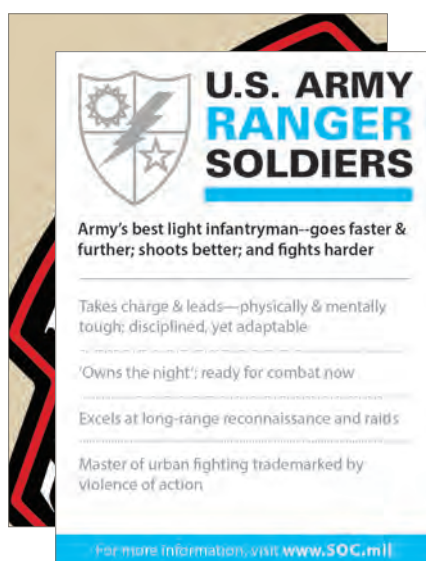 U.S. ARMY
RANGER
SOLDIERS
Army's best light infantryman--goes faster &
further; shoots better; and fights harder
Takes charge & leads—physically & mentally
tough; disciplined, yet adaptable
'Owns the night'; ready for combat now
Excels at long-range reconnaissance and raids
Master of urban fighting trademarked by
violence of action
For more information, visit www.SOC.mil